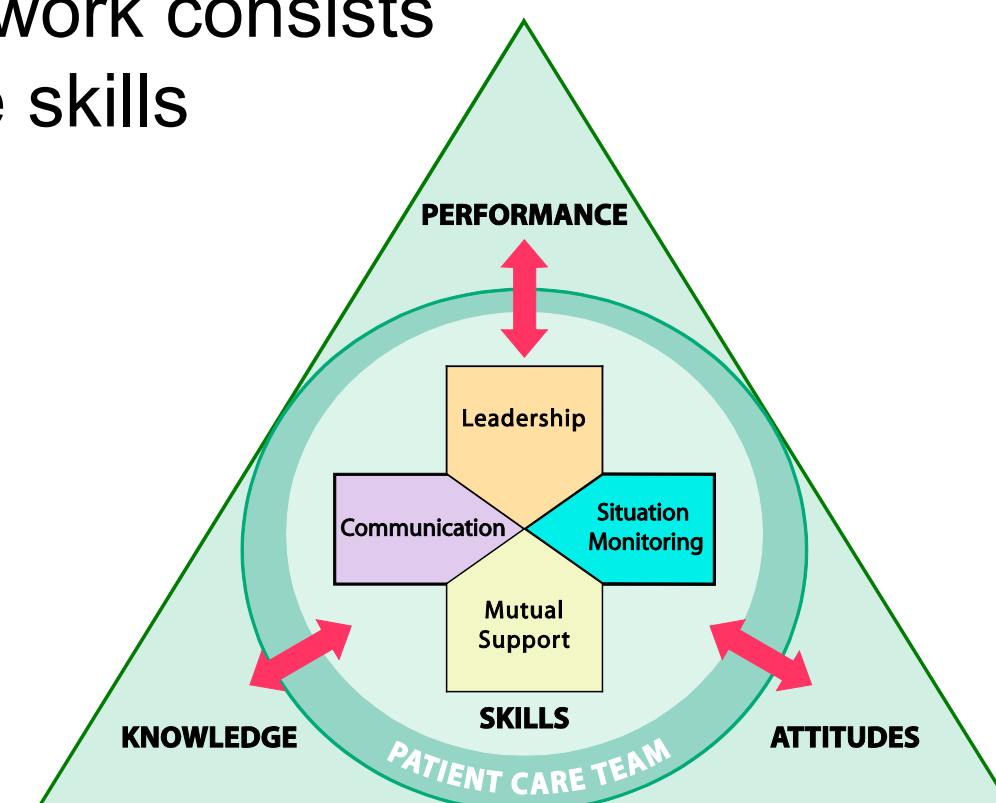 work consists
skills
PERFORMANCE
Leadership
Communication
Situation
Monitoring
Mutual
Support
SKILLS
KNOWLEDGE
ATTITUDES
PATIENT CARE TEAM